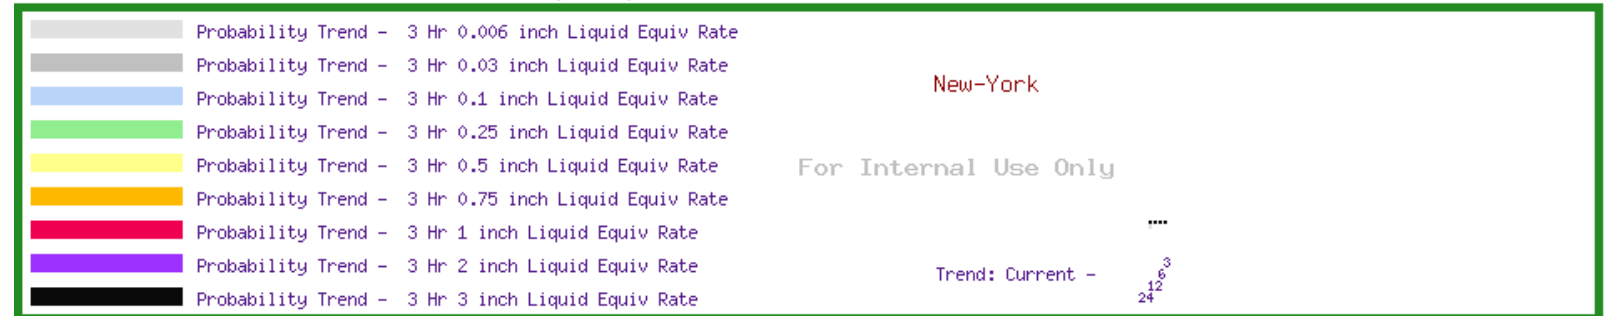 Probability Trend - 3 Hr 0.006 inch Liquid Equiv Rate
Probability Trend - 3 Hr 0.03 inch Liquid Equiv Rate
Probability Trend - 3 Hr 0.1 inch Liquid Equiv Rate
Probability Trend - 3 Hr 0.25 inch Liquid Equiv Rate
Probability Trend - 3 Hr 0.5 inch Liquid Equiv Rate
Probability Trend - 3 Hr 0.75 inch Liquid Equiv Rate
Probability Trend - 3 Hr 1 inch Liquid Equiv Rate
Probability Trend - 3 Hr 2 inch Liquid Equiv Rate
Probability Trend - 3 Hr 3 inch Liquid Equiv Rate
New-York
For Internal Use Only
Trend: Current -
3
6
12
24